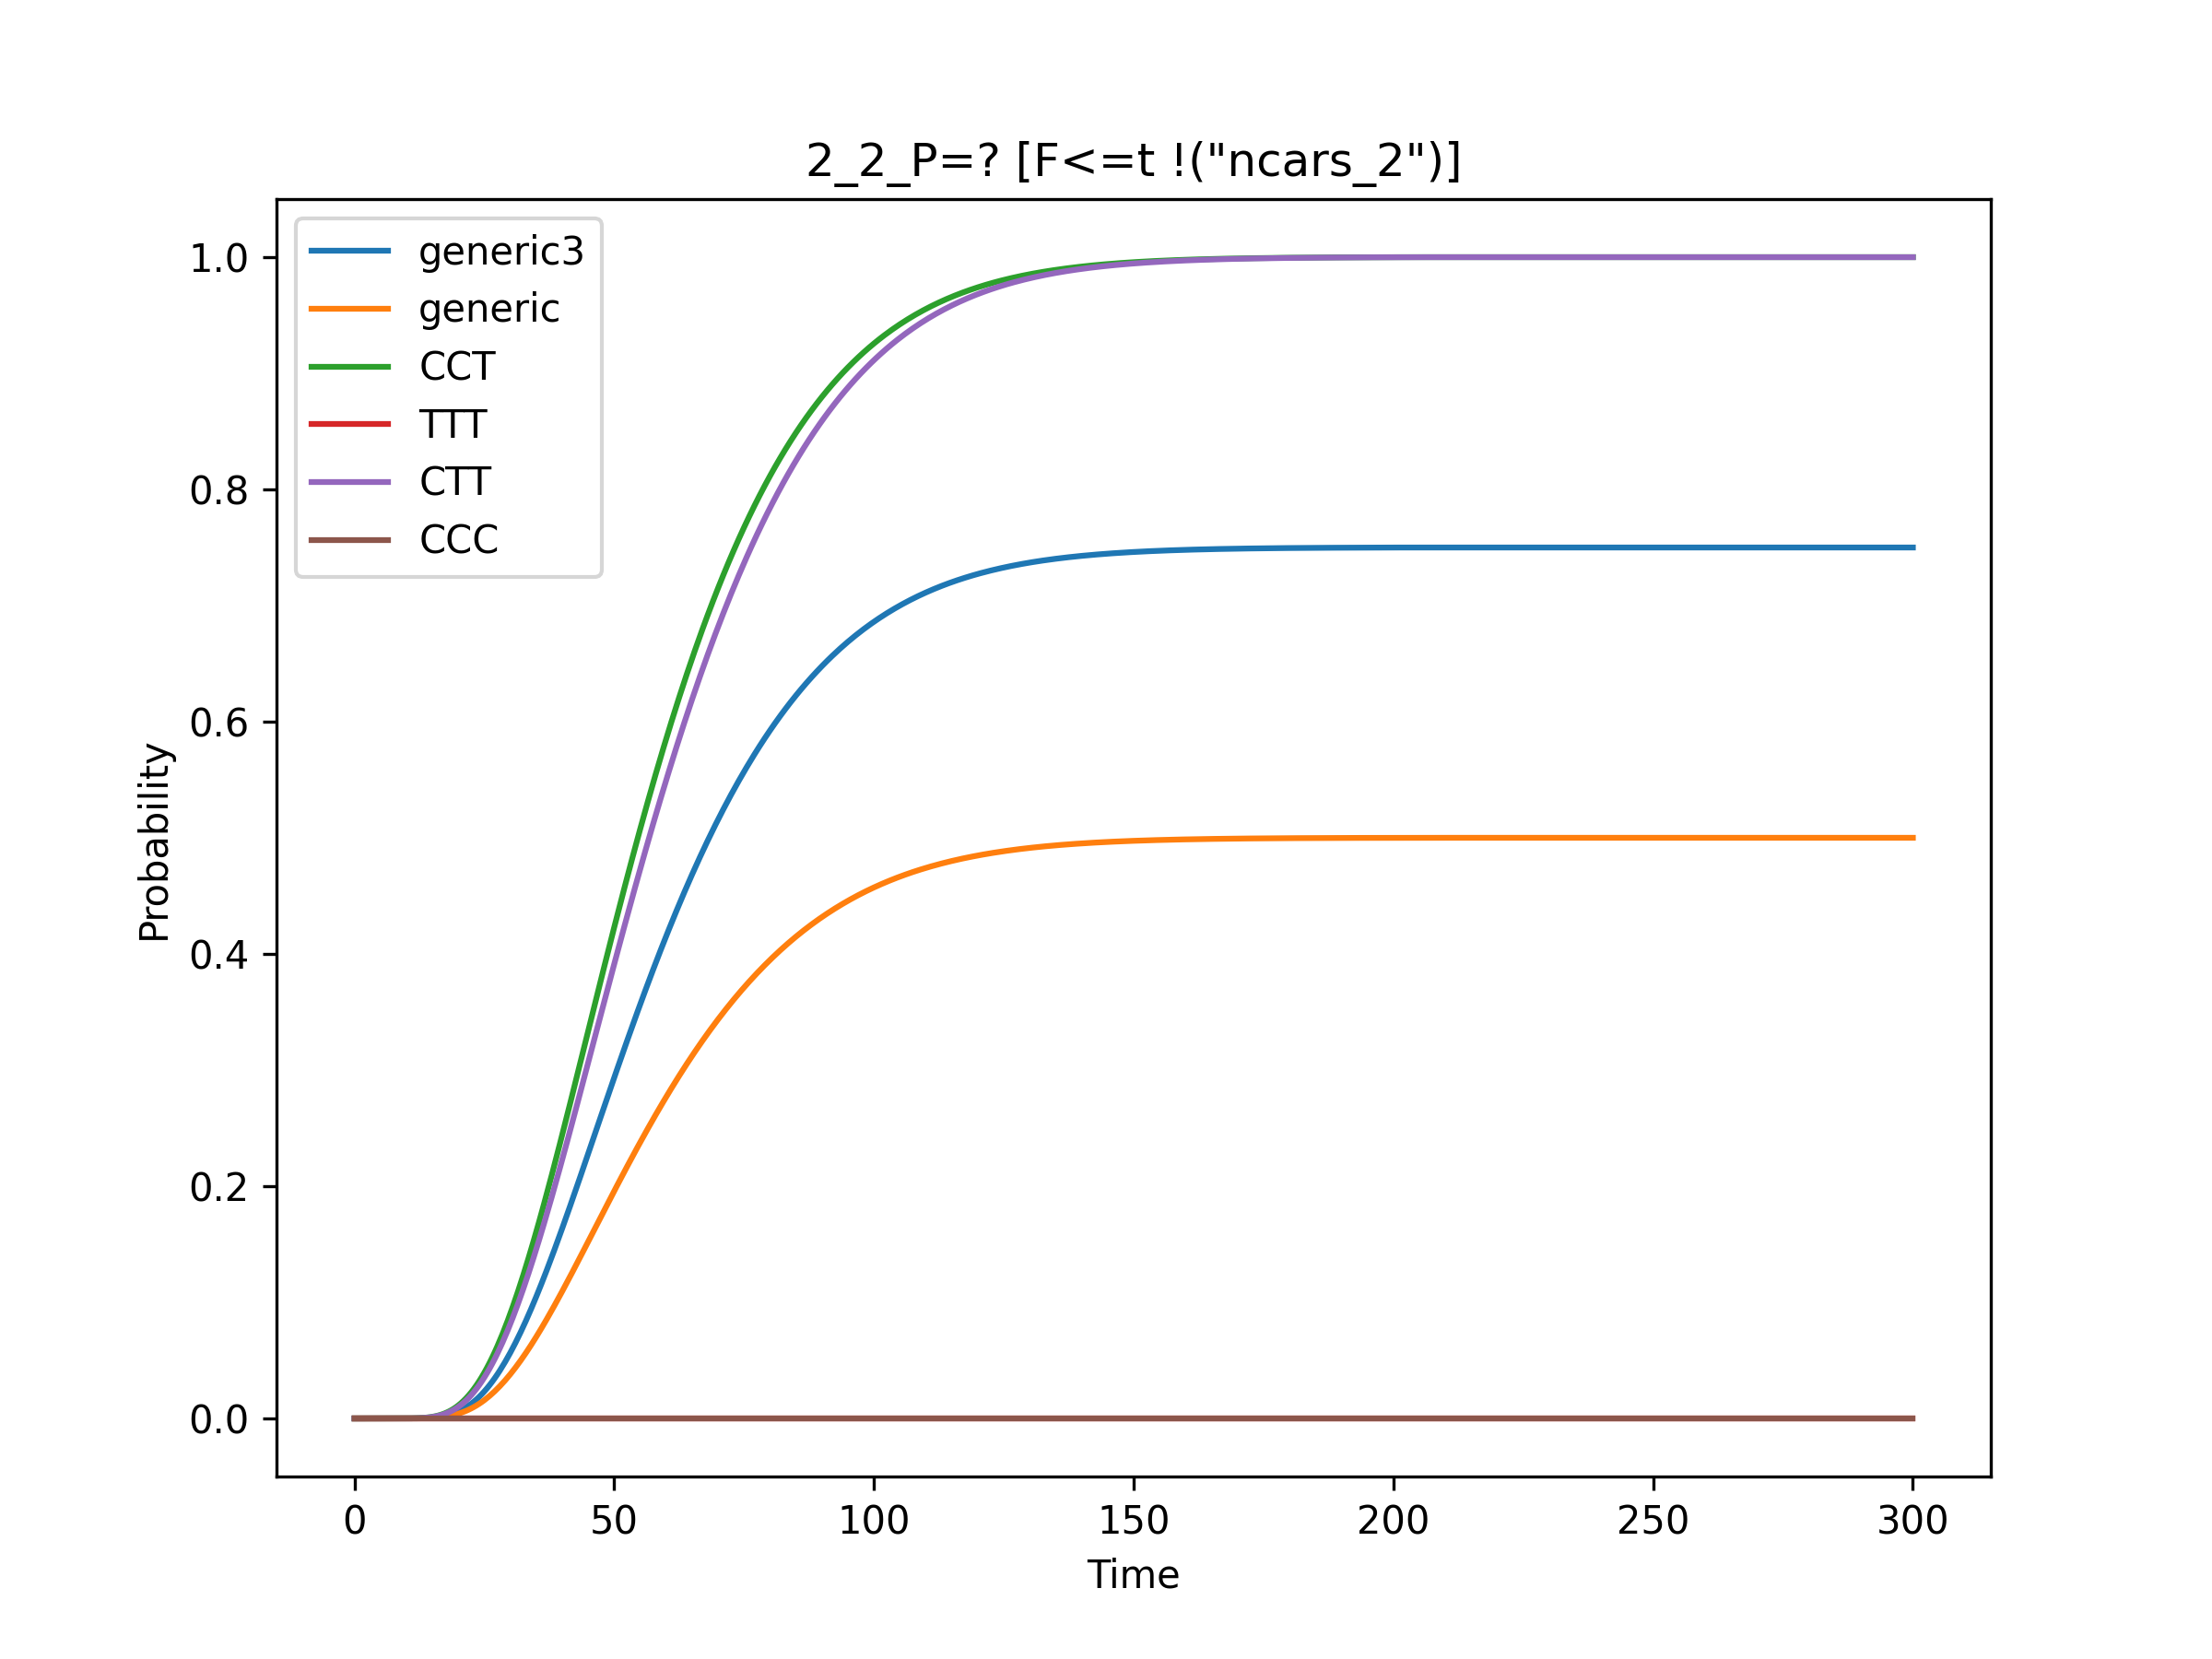 2_2_P=? [F<=t !("ncars_2")]
generic3
generic
CCT
TTT
CTT
CCC
1.0
0.8
0.6
0.4
0.2
0.0
Probability
0 50 100 150 200 250 300
Time